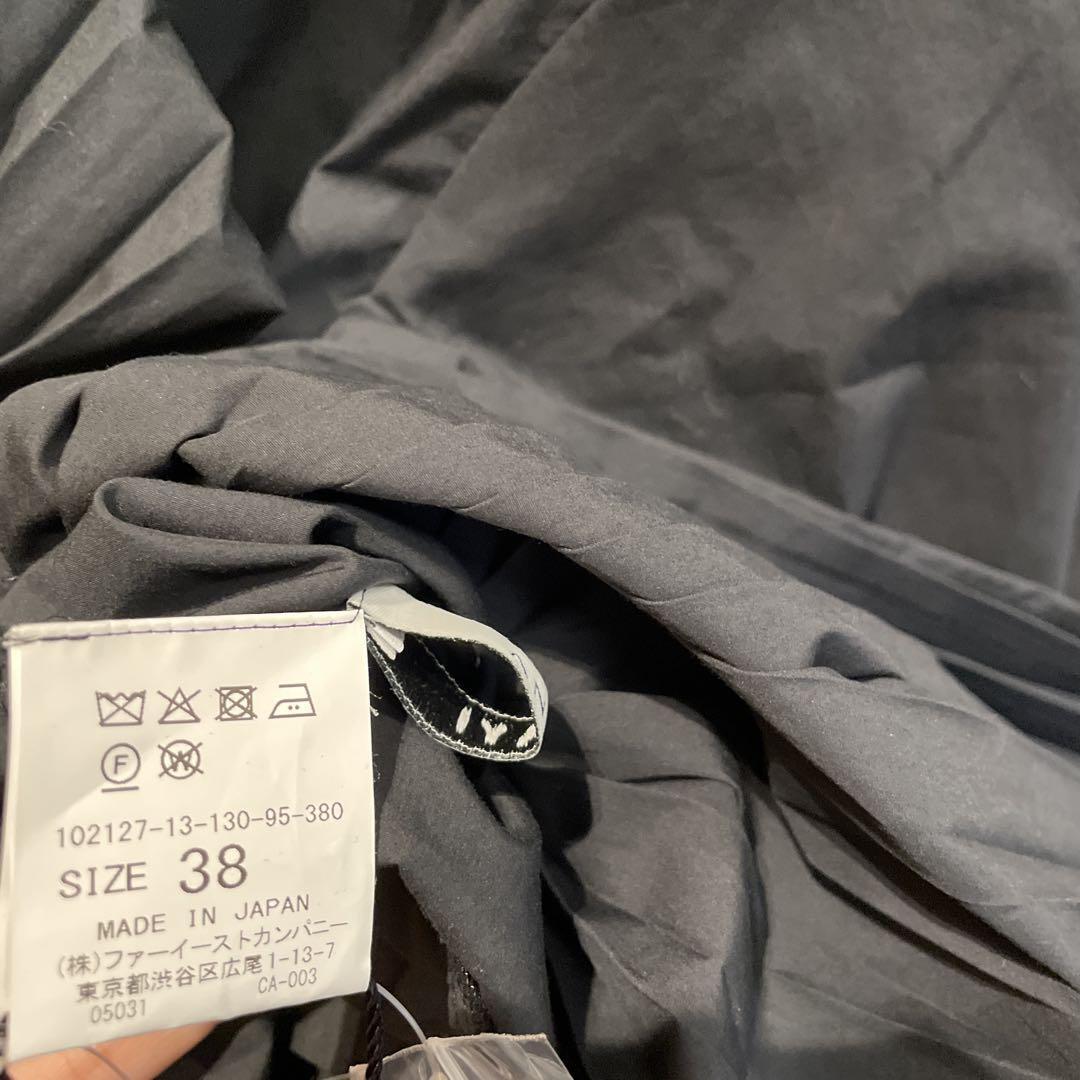 F W
102127-13-130-95-380
SIZE 38
MADE IN JAPAN
(株)ファーイーストカンパニー
東京都渋谷区広尾1-13-7
CA-003
05031